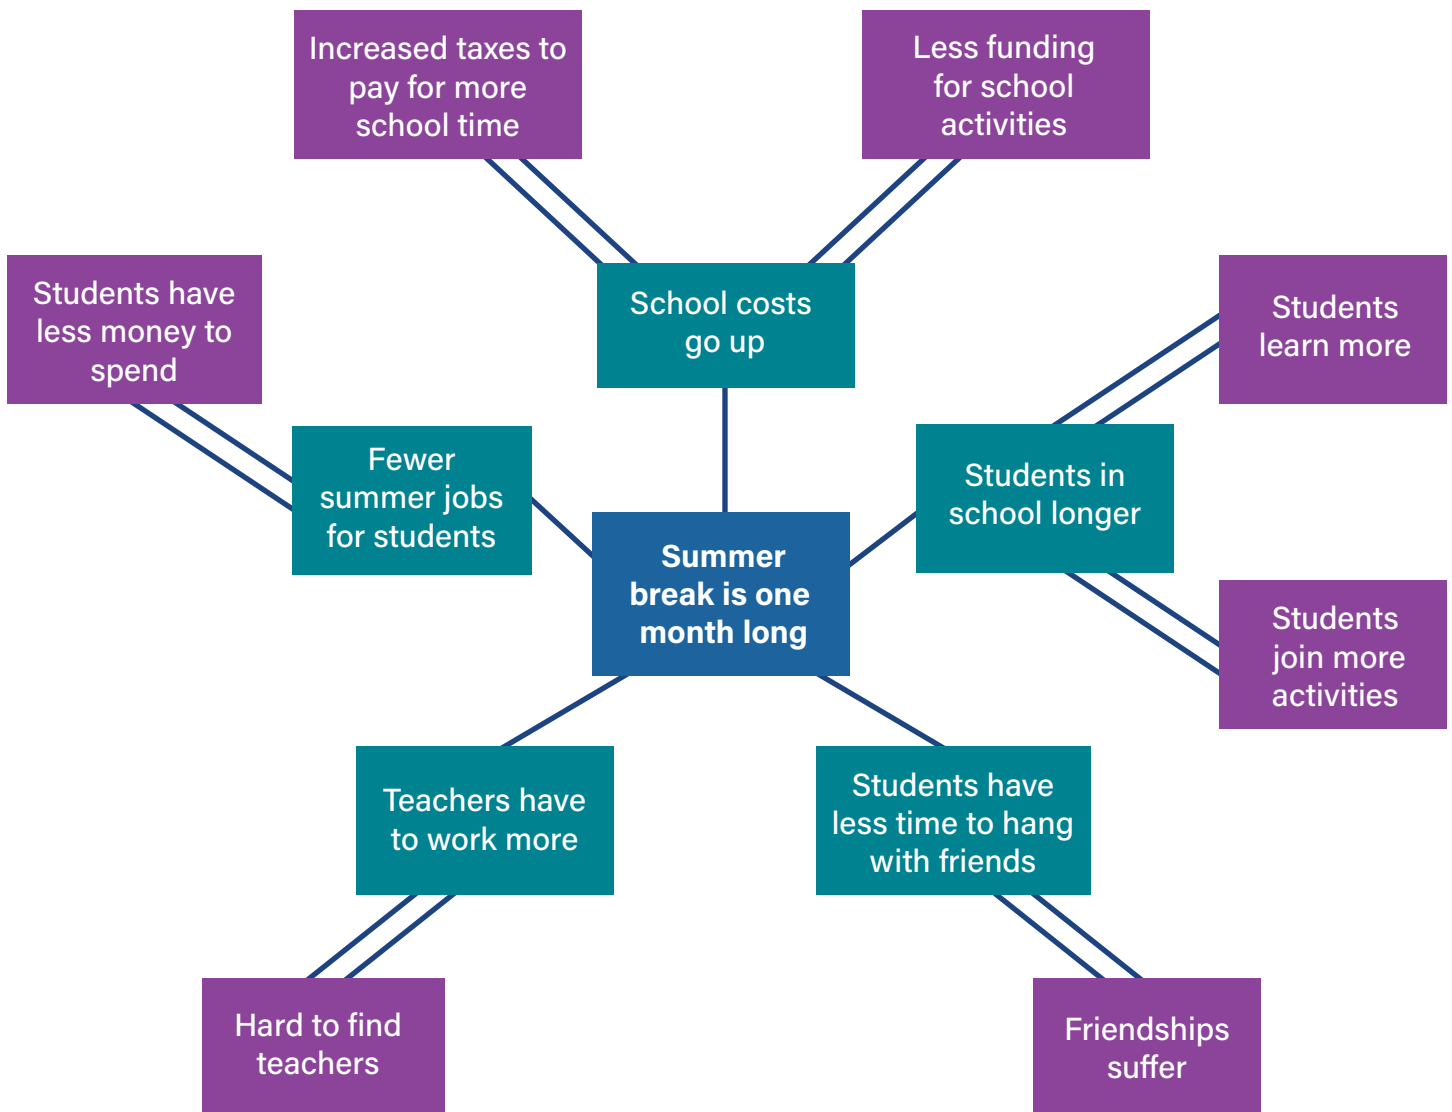 Increased taxes to
pay for more
school time
Less funding
for school
activities
Students have
less money to
spend
School costs
go up
Students
learn more
Fewer
summer jobs
for students
Students in
school longer
Summer
break is one
month long
Students
join more
activities
Teachers have
to work more
Students have
less time to hang
with friends
Hard to find
teachers
Friendships
suffer